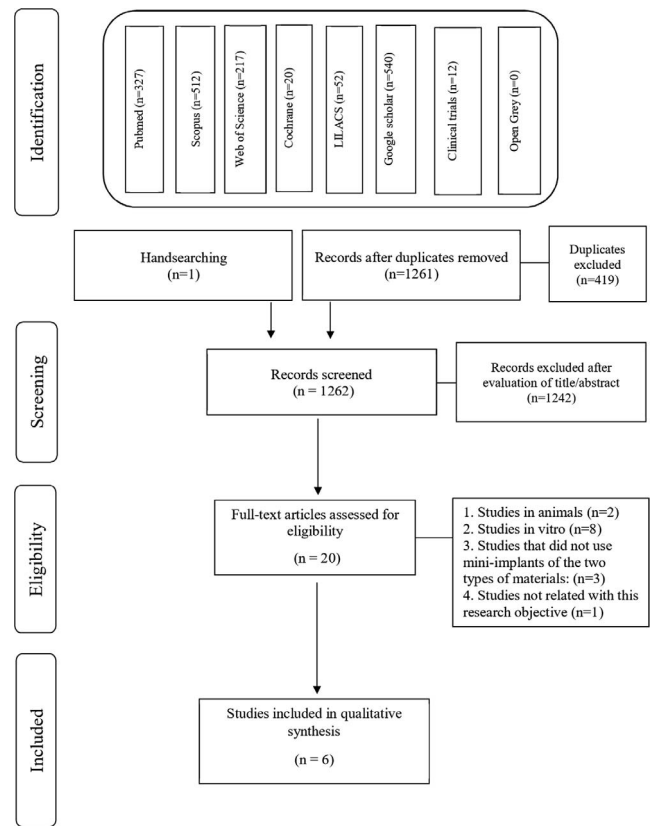 Identification
Pubmed (n=327)
Scopus (n=512)
Web of Science (n=217)
Cochrane (n=20)
LILACS (n=52)
Google scholar (n=540)
Clinical trials (n=12)
Open Grey (n=0)
Handsearching
(n=1)
Records after duplicates removed
(n=1261)
Duplicates
excluded
(n=419)
Screening
Records screened
(n = 1262)
Records excluded after
evaluation of title/abstract
(n=1242)
Eligibility
Full-text articles assessed for
eligibility
(n = 20)
1. Studies in animals (n=2)
2. Studies in vitro (n=8)
3. Studies that did not use
mini-implants of the two
types of materials: (n=3)
4. Studies not related with this
research objective (n=1)
Included
Studies included in qualitative
synthesis
(n = 6)